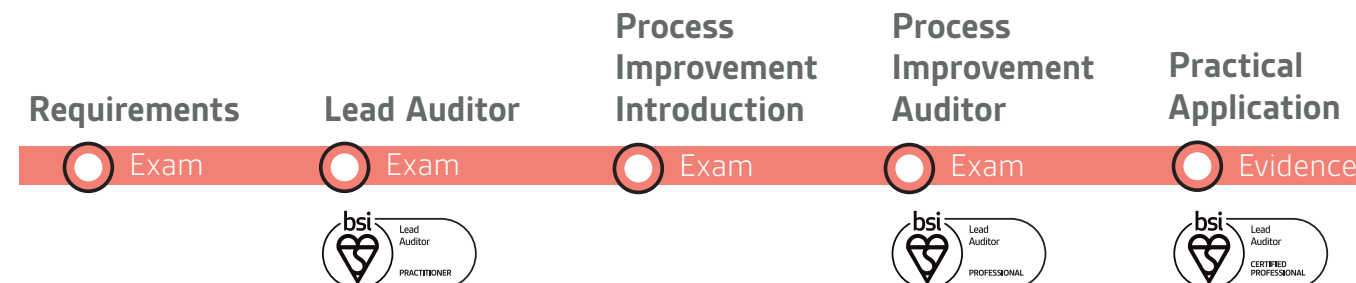 Requirements
Exam
Lead Auditor
Exam
bsi
Lead
Auditor
PRACTITIONER
Process
Improvement
Introduction
Exam
Process
Improvement
Auditor
Exam
bsi
Lead
Auditor
PROFESSIONAL
Practical
Application
Evidence
bsi
Lead
Auditor
CERTIFIED
PROFESSIONAL